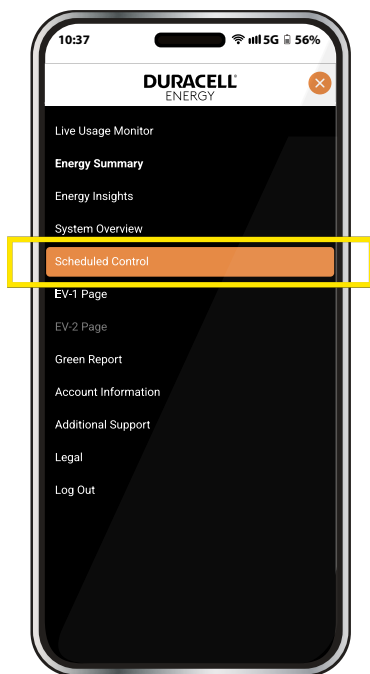 10:37 5G 56%
DURACELL
ENERGY
Live Usage Monitor
Energy Summary
Energy Insights
System Overview
Scheduled Control
EV-1 Page
EV-2 Page
Green Report
Account Information
Additional Support
Legal
Log Out